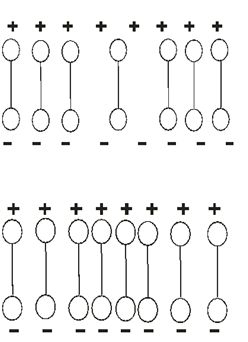 + + + + + + + +
- - - - - - - -
+ + + + + + + +
- - - - - - - -